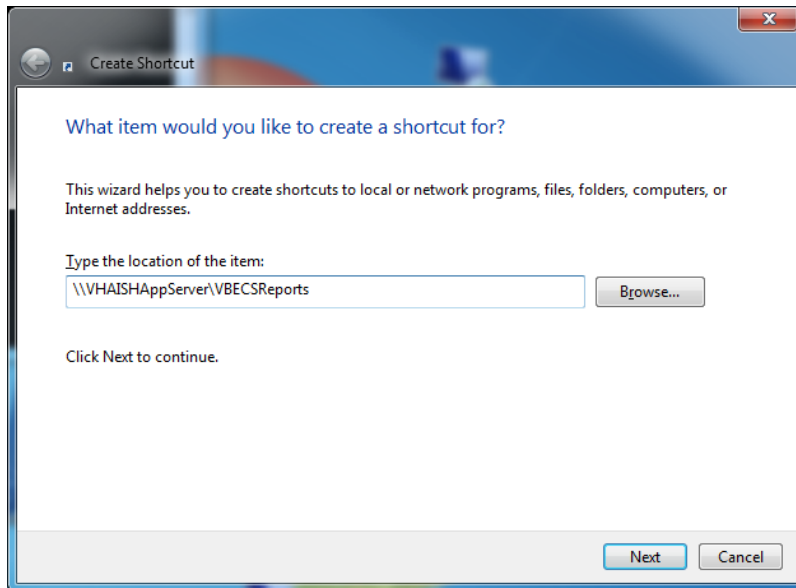 Create Shortcut
What item would you like to create a shortcut for?
This wizard helps you to create shortcuts to local or network programs, files, folders, computers, or
Internet addresses.
Type the location of the item:
\\VHAISHAppServer\VBECSReports
Browse...
Click Next to continue.
Next
Cancel